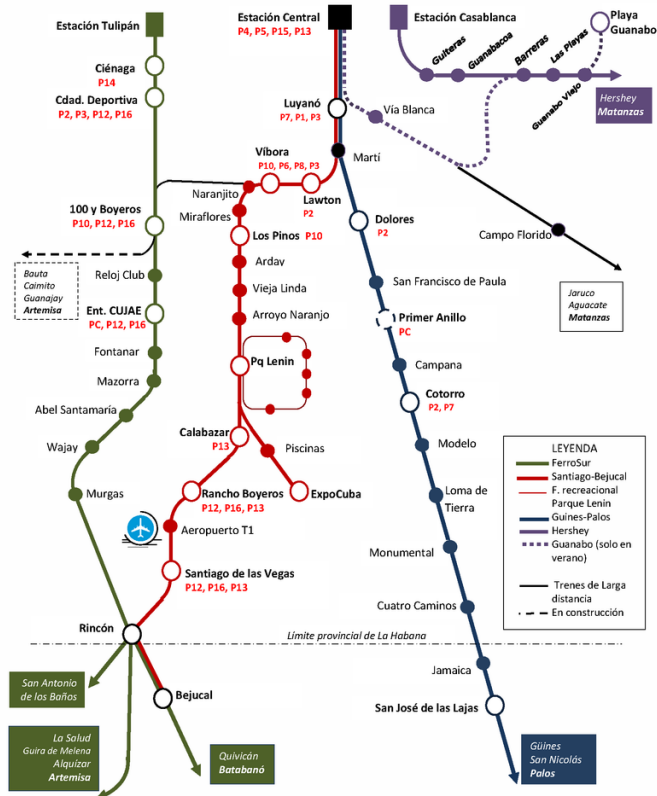 Estación Tulipán
Ciénaga
P14
Cdad. Deportiva
P2, P3, P12, P16
100 y Boyeros
P10, P12, P16
Bauta
Caimito
Guanajay
Artemisa
Reloj Club
Ent. CUJAE
PC, P12, P16
Fontanar
Mazorra
Abel Santamaría
Wajay
Murgas
Rincón
San Antonio
de los Baños
La Salud
Guira de Melena
Alquízar
Artemisa
Quivicán
Batabanó
Bejucal
Estación Central
P4, P5, P15, P13
Luyanó
P7, P1, P3
Martí
Víbora
P10, P6, P8, P3
Lawton
P2
Naranjito
Miraflores
Los Pinos P10
Arday
Vieja Linda
Arroyo Naranjo
Pq Lenin
Calabazar
P13
Piscinas
ExpoCuba
Rancho Boyeros
P12, P16, P13
Aeropuerto T1
Santiago de las Vegas
P12, P16, P13
Dolores
P2
San Francisco de Paula
Primer Anillo
PC
Campana
Cotorro
P2, P7
Modelo
Loma de
Tierra
Monumental
Cuatro Caminos
Límite provincial de La Habana
Jamaica
San José de las Lajas
Güines
San Nicolás
Palos
Estación Casablanca
Guiteras
Guanabacoa
Barreras
Las Playas
Guanabo Viejo
Playa
Guanabo
Hershey
Matanzas
Vía Blanca
Campo Florido
Jaruco
Aguacate
Matanzas
LEYENDA
FerroSur
Santiago-Bejucal
F. recreacional
Parque Lenin
Guines-Palos
Hershey
Guanabo (solo en
verano)
Trenes de Larga
distancia
En construcción